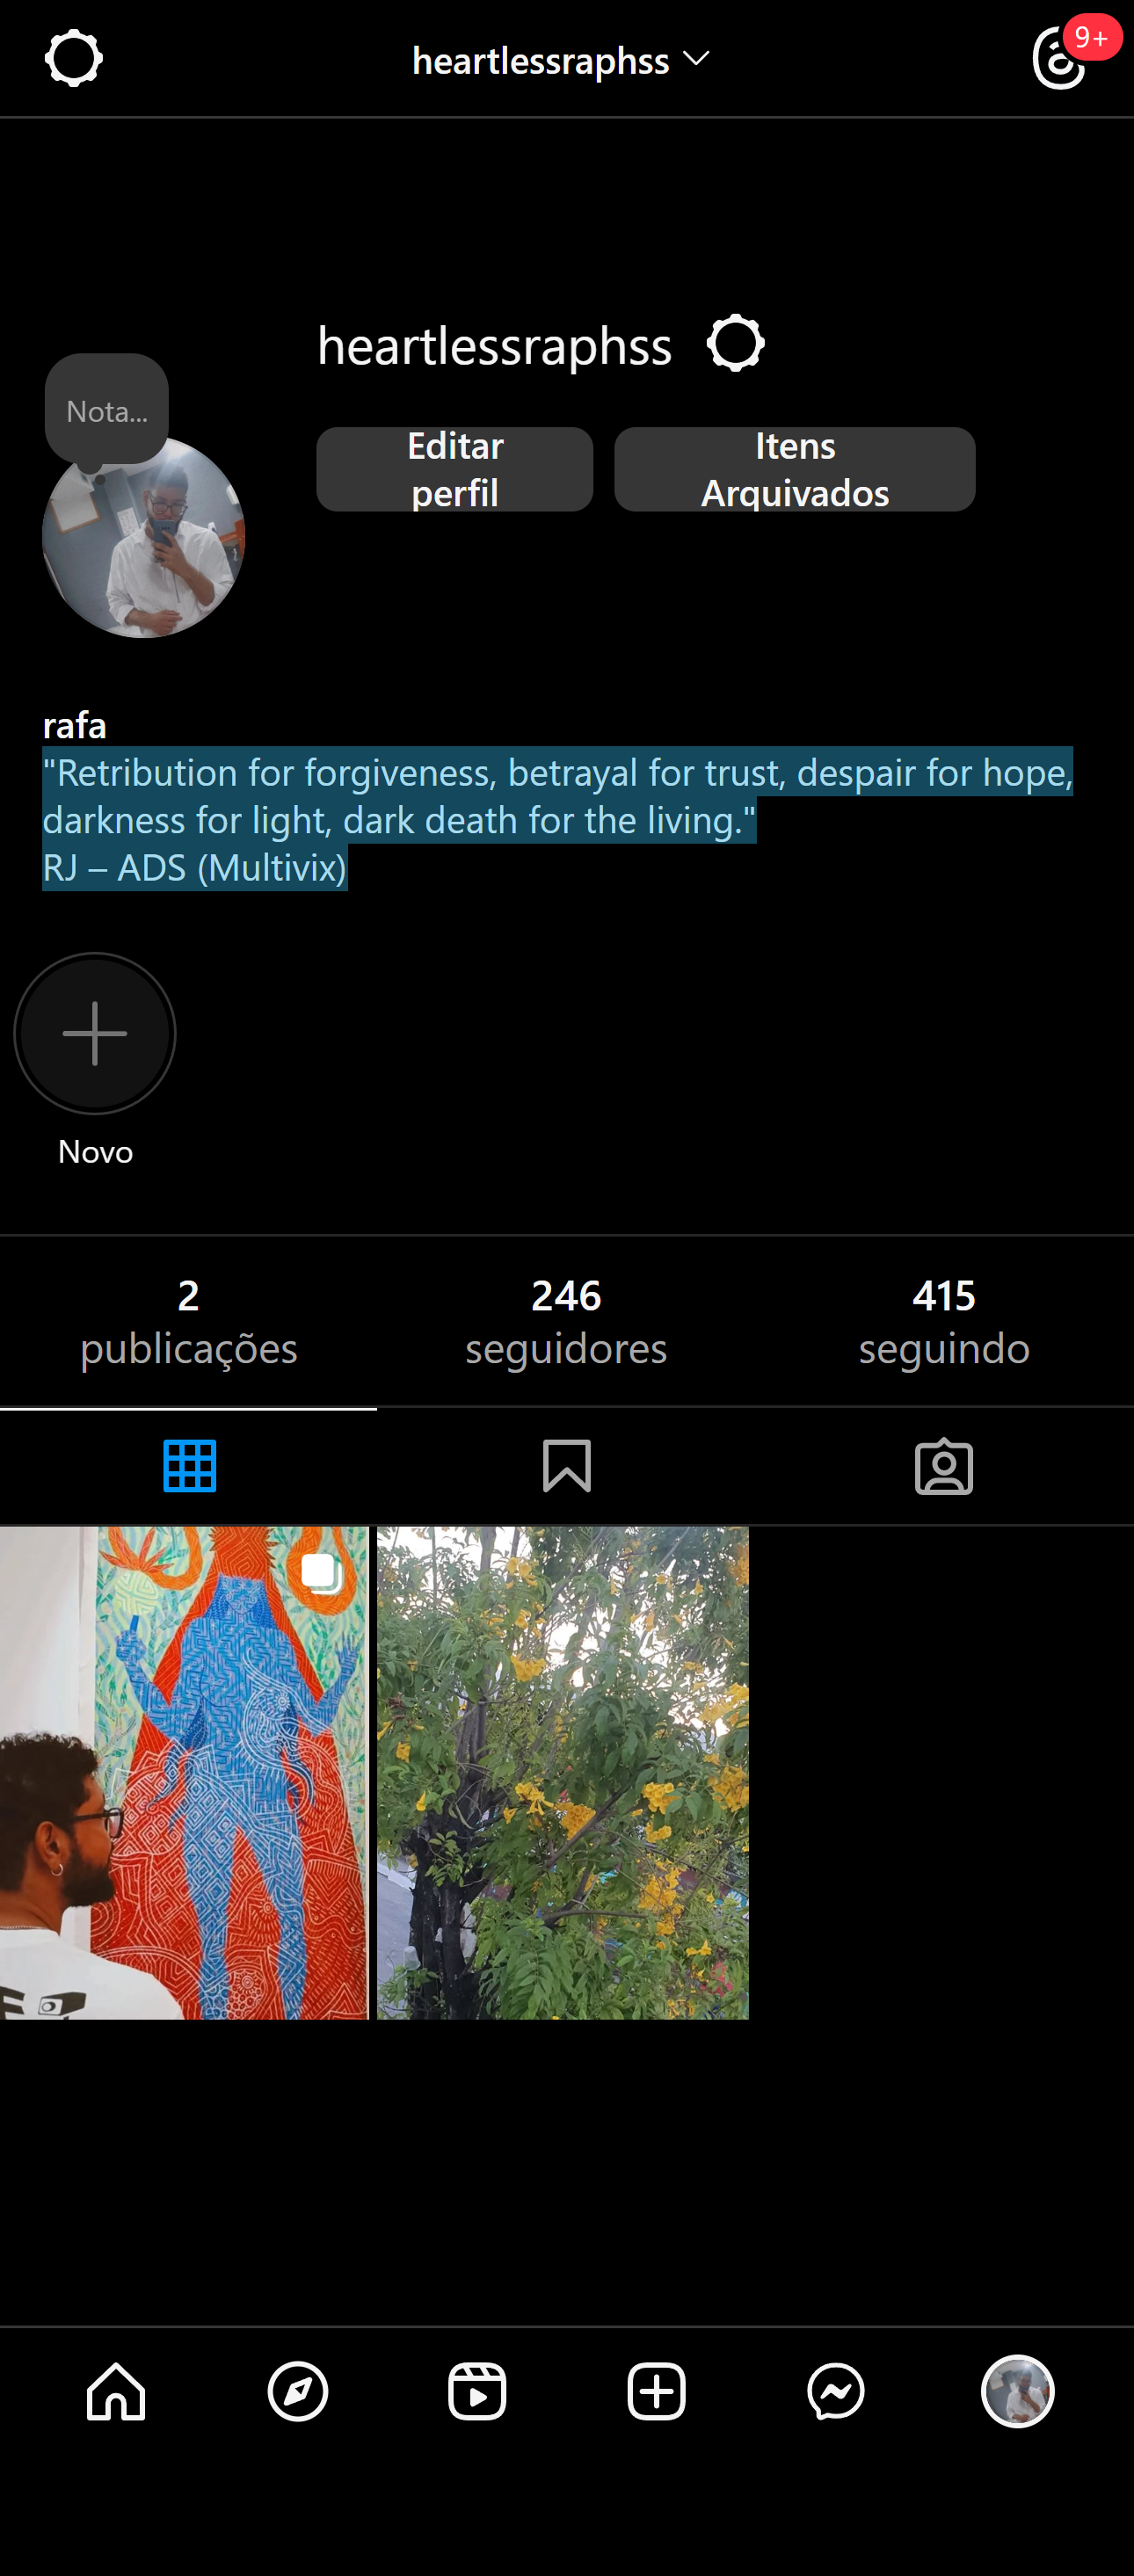 heartlessraphss
9+
heartlessraphss
Nota...
Editar
perfil
Itens
Arquivados
rafa
"Retribution for forgiveness, betrayal for trust, despair for hope,
darkness for light, dark death for the living."
RJ – ADS (Multivix)
Novo
2
publicações
246
seguidores
415
seguindo